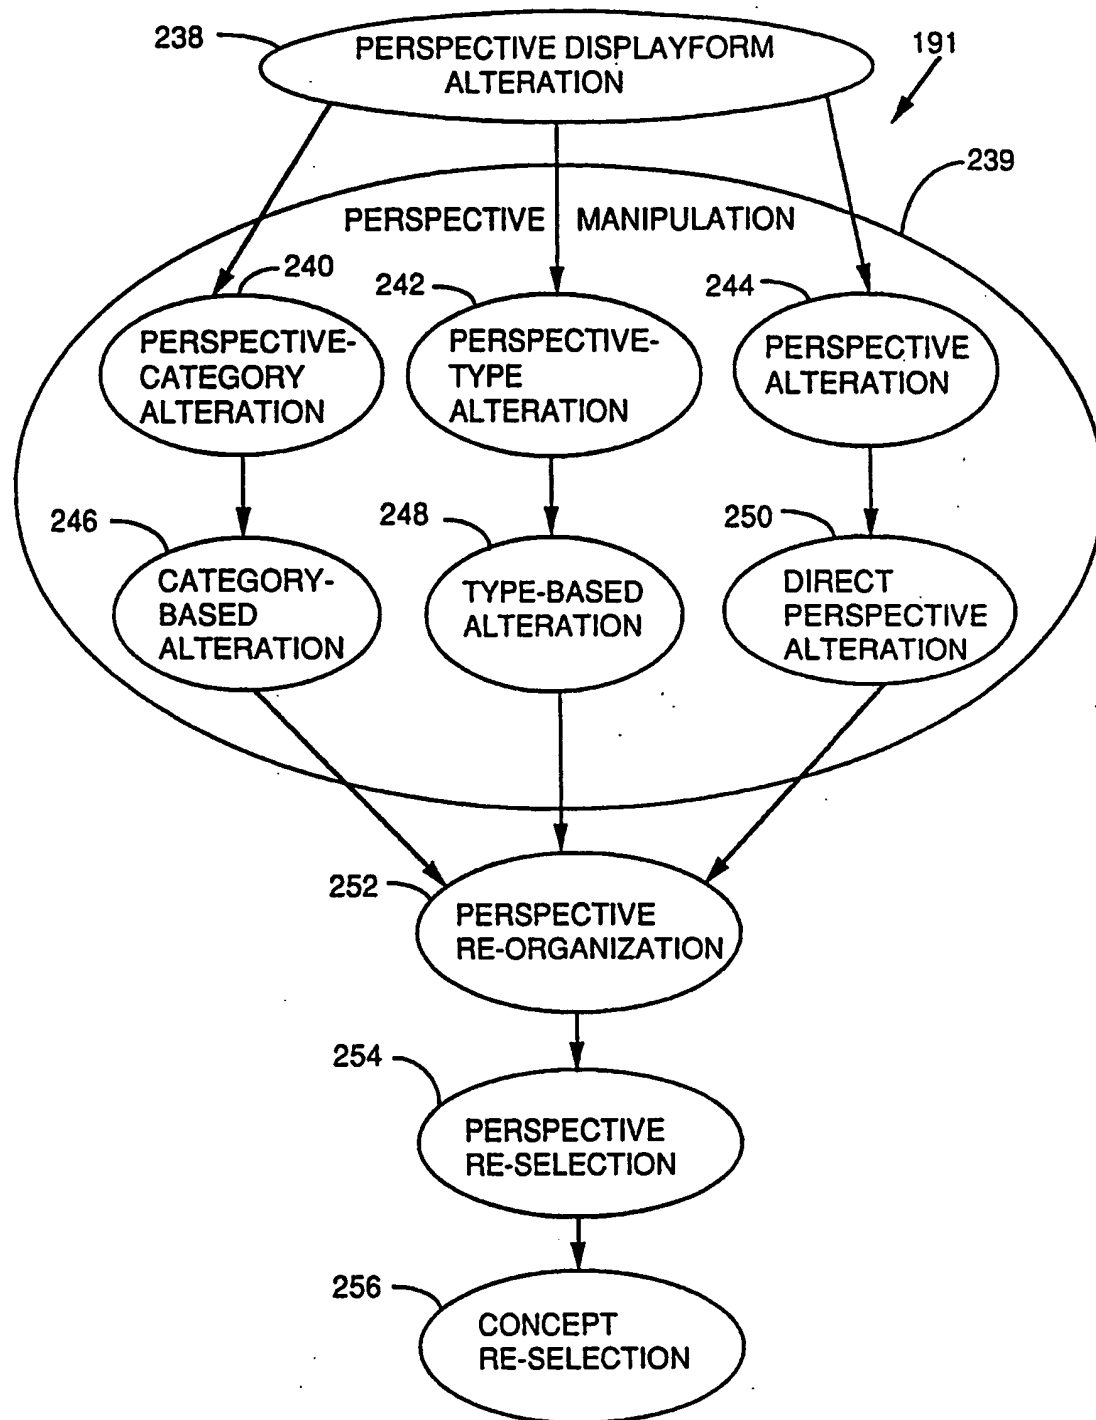 238
PERSPECTIVE DISPLAYFORM
ALTERATION
191
239
PERSPECTIVE MANIPULATION
240
242
244
PERSPECTIVE-
CATEGORY
ALTERATION
PERSPECTIVE-
TYPE
ALTERATION
PERSPECTIVE
ALTERATION
246
248
250
CATEGORY-
BASED
ALTERATION
TYPE-BASED
ALTERATION
DIRECT
PERSPECTIVE
ALTERATION
252
PERSPECTIVE
RE-ORGANIZATION
254
PERSPECTIVE
RE-SELECTION
256
CONCEPT
RE-SELECTION